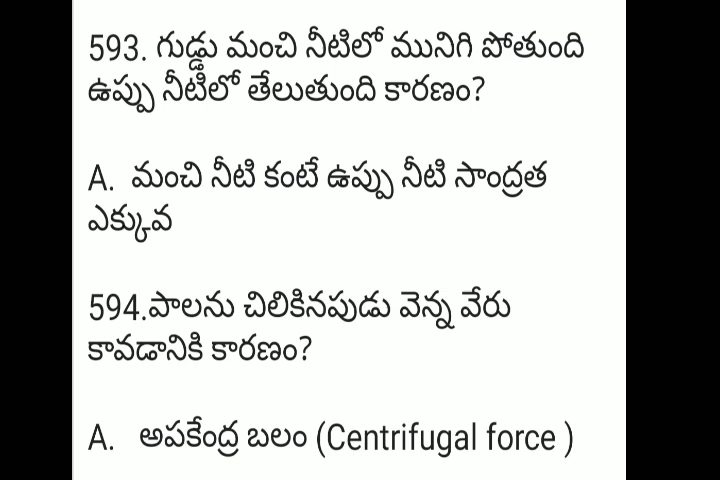 593. గుడ్డు మంచి నీటిలో మునిగి పోతుంది
ఉప్పు నీటిలో తేలుతుంది కారణం?
A. మంచి నీటి కంటే ఉప్పు నీటి సాంద్రత
ఎక్కువ
594.పాలను చిలికినపుడు వెన్న వేరు
కావడానికి కారణం?
A. అపకేంద్ర బలం (Centrifugal force )